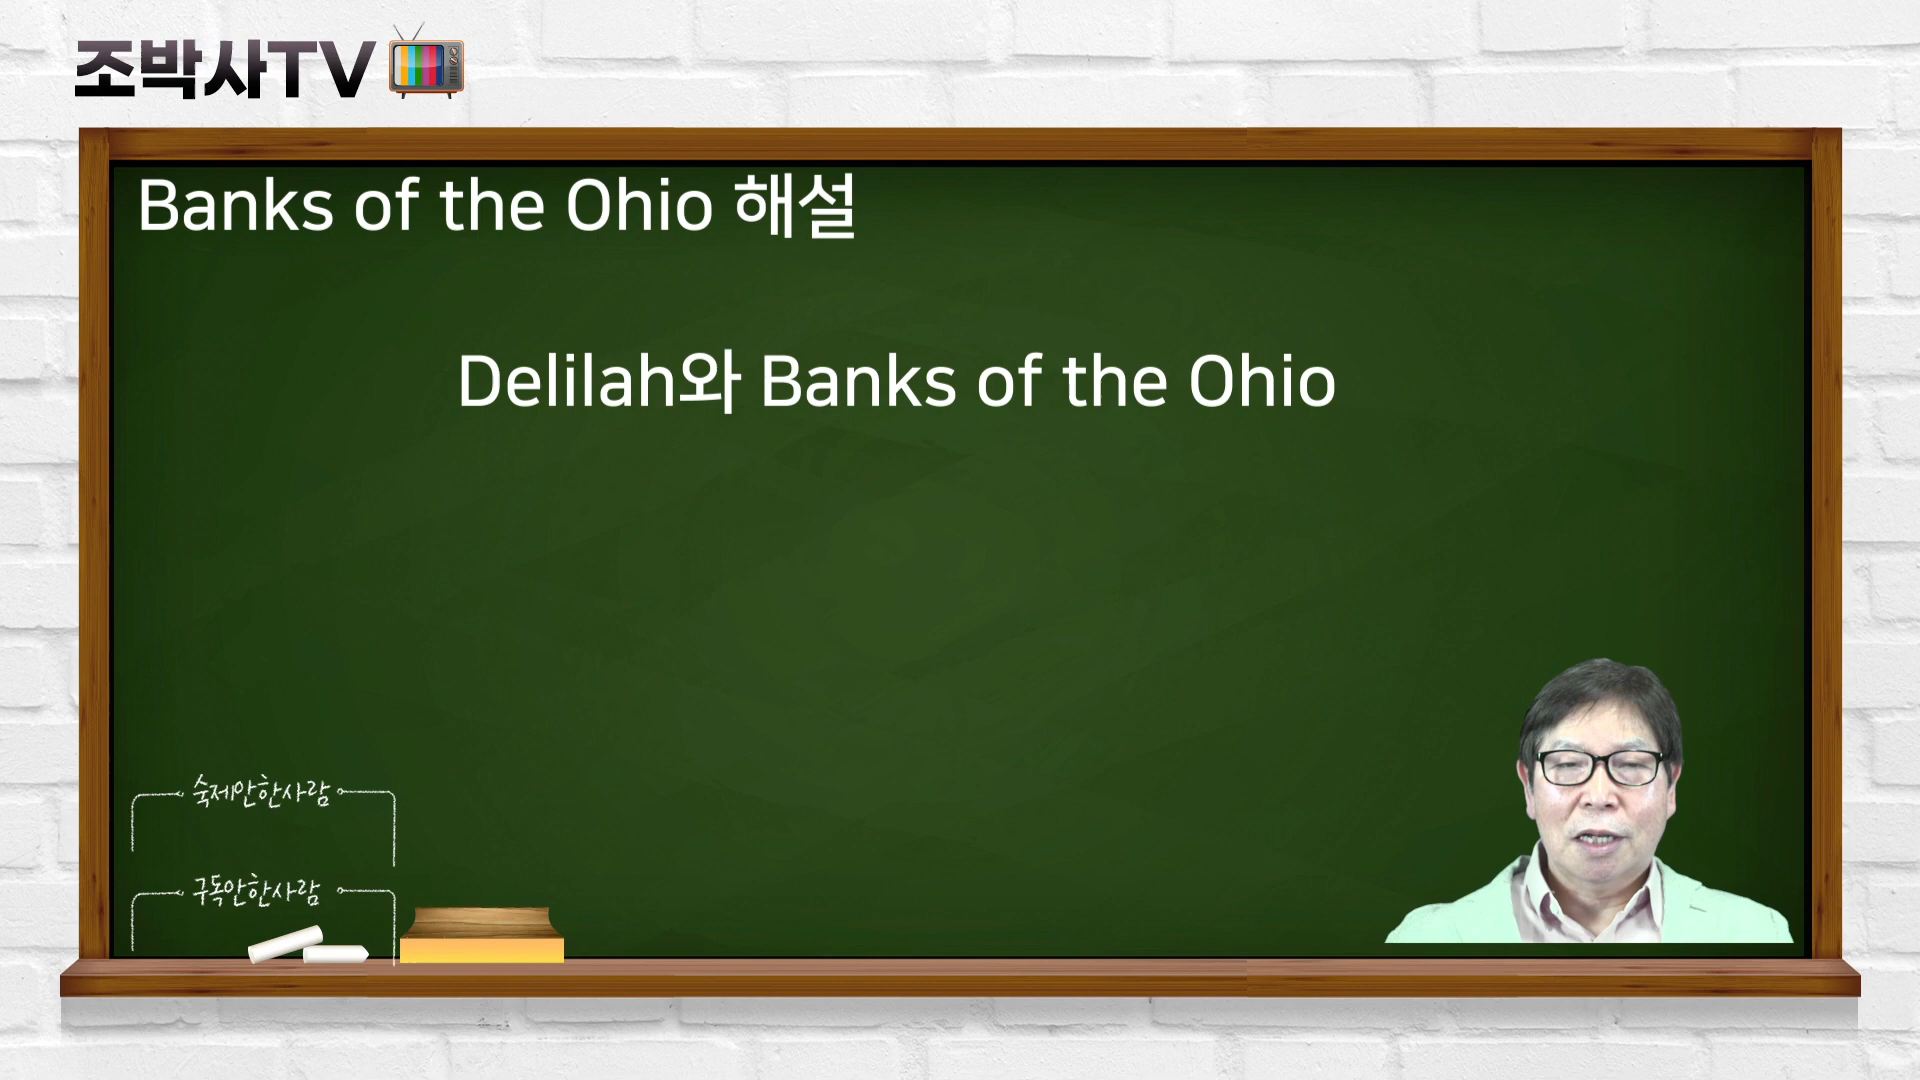 조박사TV
Banks of the Ohio 해설
Delilah와 Banks of the Ohio
숙제안한사람
구독안한사람